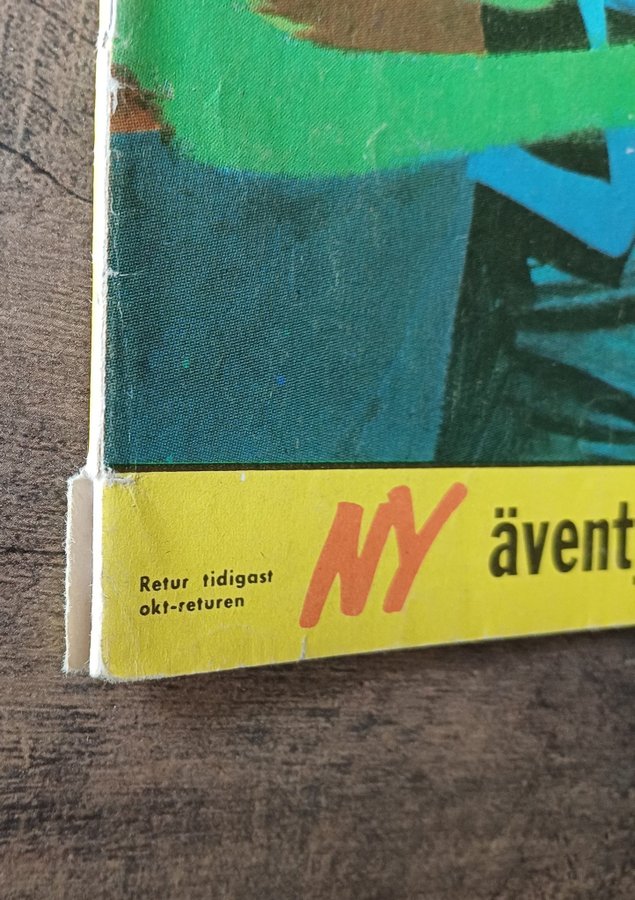 Retur tidigast
okt-returen
NY
ävent